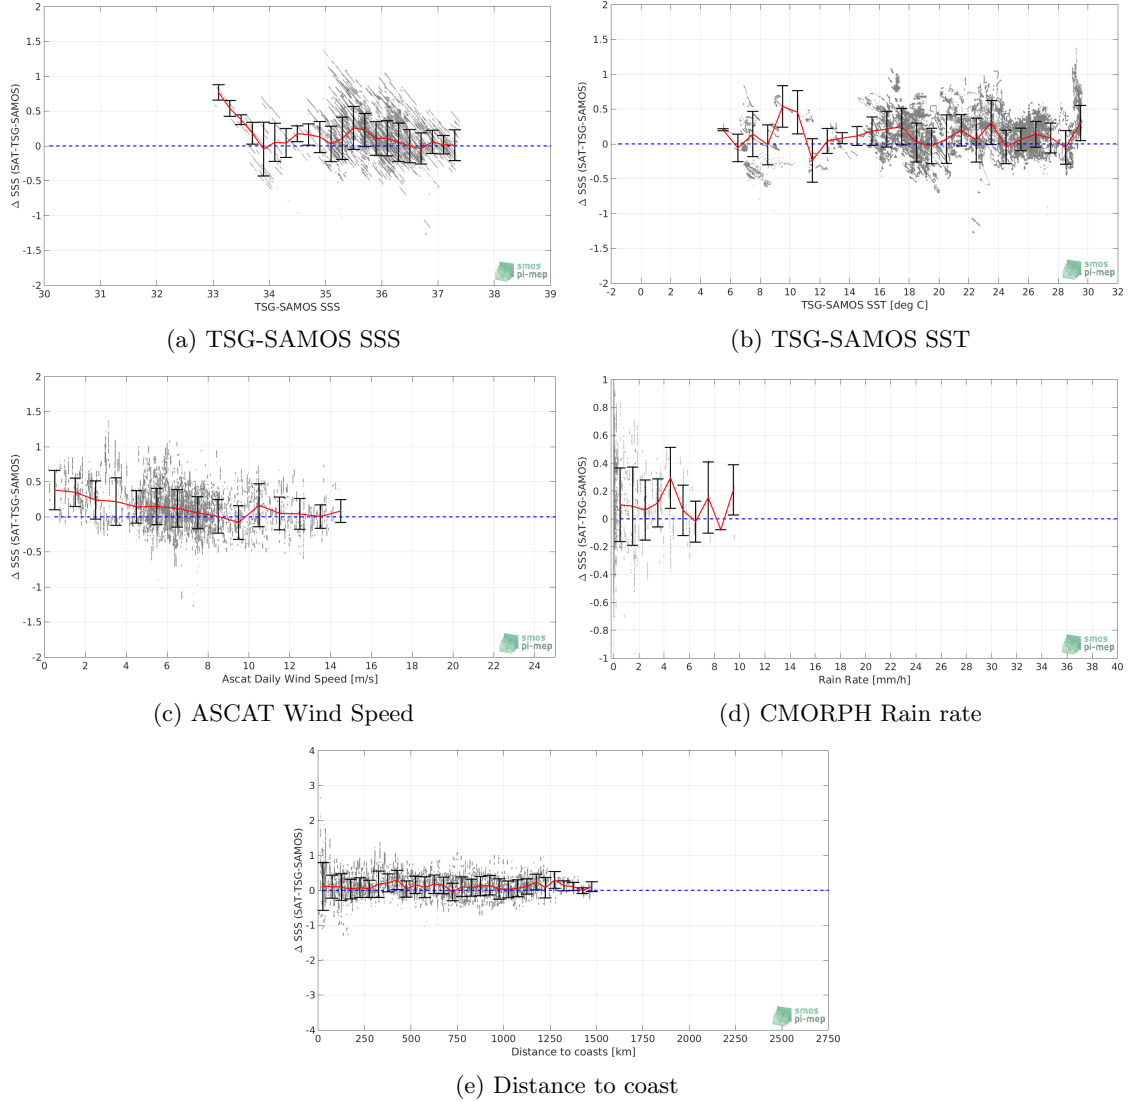 2
1.5
1
0.5
0
-0.5
-1
-1.5
-2
Δ SSS (SAT-TSG-SAMOS)
30 31 32 33 34 35 36 37 38 39
TSG-SAMOS SSS
smos
pi-mep
(a) TSG-SAMOS SSS
2
1.5
1
0.5
0
-0.5
-1
-1.5
-2
Δ SSS (SAT-TSG-SAMOS)
-2 0 2 4 6 8 10 12 14 16 18 20 22 24 26 28 30 32
TSG-SAMOS SST [deg C]
smos
pi-mep
(b) TSG-SAMOS SST
2
1.5
1
0.5
0
-0.5
-1
-1.5
-2
Δ SSS (SAT-TSG-SAMOS)
0 2 4 6 8 10 12 14 16 18 20 22 24
Ascat Daily Wind Speed [m/s]
smos
pi-mep
(c) ASCAT Wind Speed
1
0.8
0.6
0.4
0.2
0
-0.2
-0.4
-0.6
-0.8
-1
Δ SSS (SAT-TSG-SAMOS)
0 2 4 6 8 10 12 14 16 18 20 22 24 26 28 30 32 34 36 38 40
Rain Rate [mm/h]
smos
pi-mep
(d) CMORPH Rain rate
4
3
2
1
0
-1
-2
-3
-4
Δ SSS (SAT-TSG-SAMOS)
0 250 500 750 1000 1250 1500 1750 2000 2250 2500 2750
Distance to coasts [km]
smos
pi-mep
(e) Distance to coast